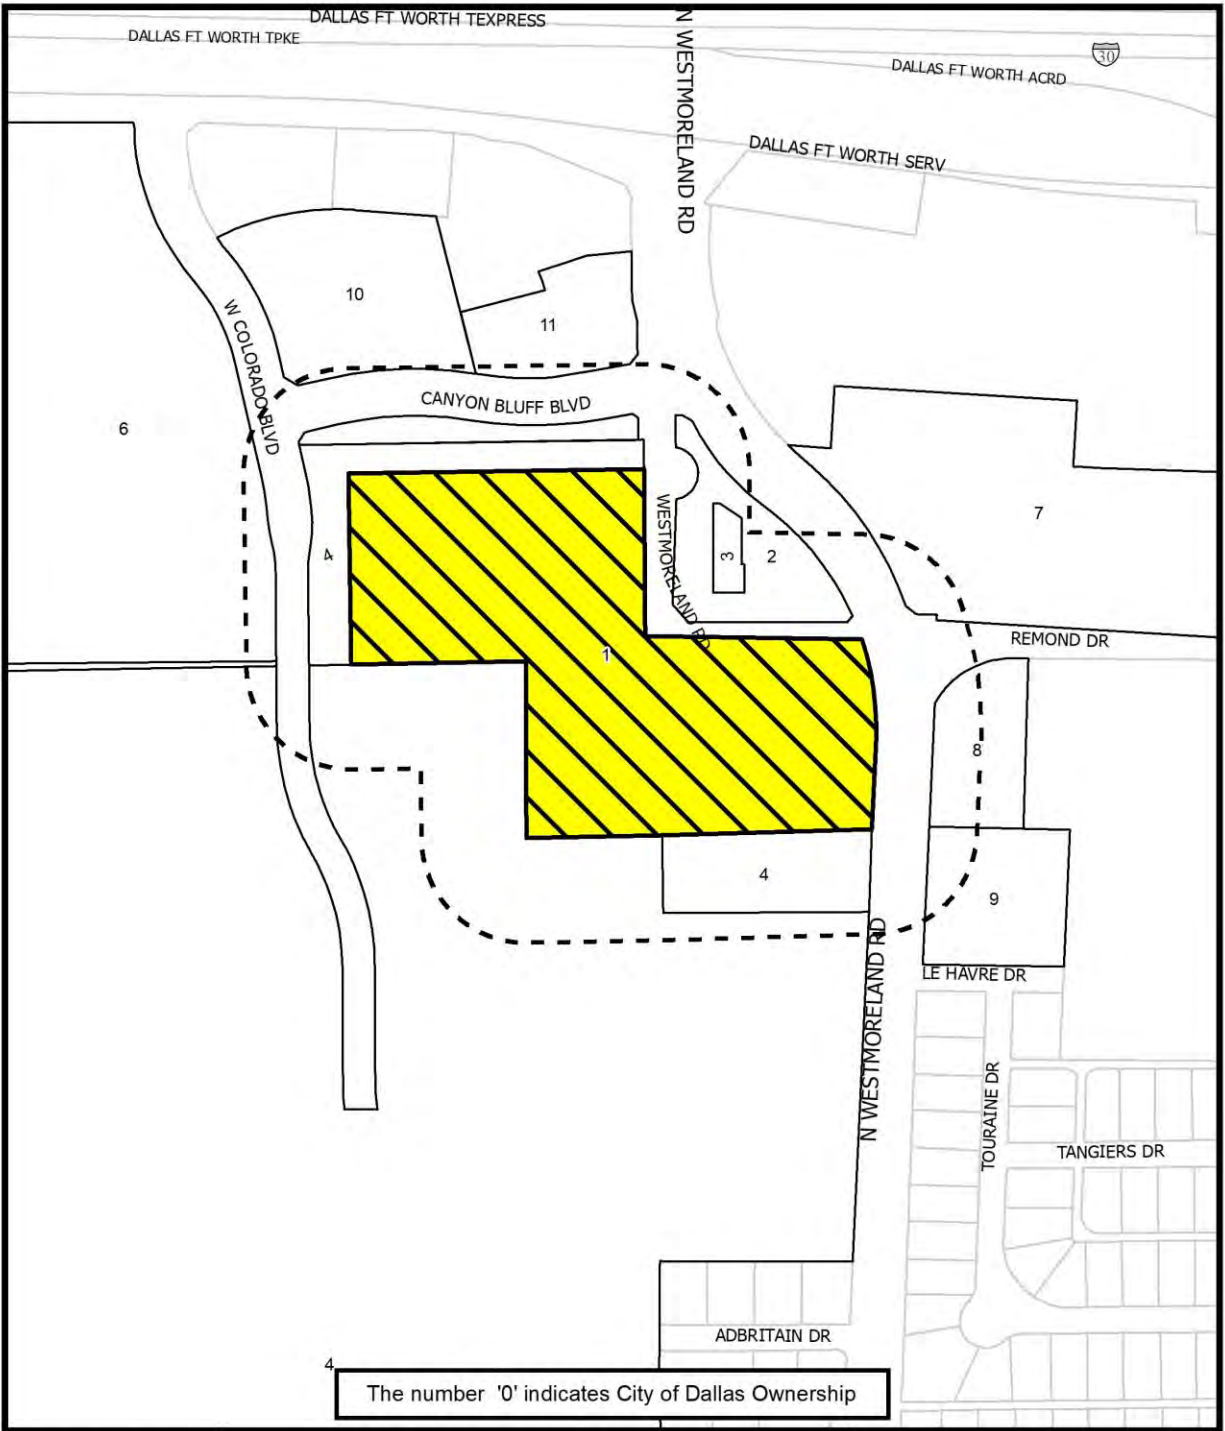 DALLAS FT WORTH TEXPRESS
DALLAS FT WORTH TPKE
N WESTMORELAND RD
30
DALLAS FT WORTH ACRD
DALLAS FT WORTH SERV
10
11
W COLORADO BLVD
CANYON BLUFF BLVD
6
7
WESTMORELAND RD
4
3
2
1
REMOND DR
8
4
9
LE HAVRE DR
N WESTMORELAND RD
TOURAINE DR
TANGIERS DR
ADBRITAIN DR
4
The number '0' indicates City of Dallas Ownership